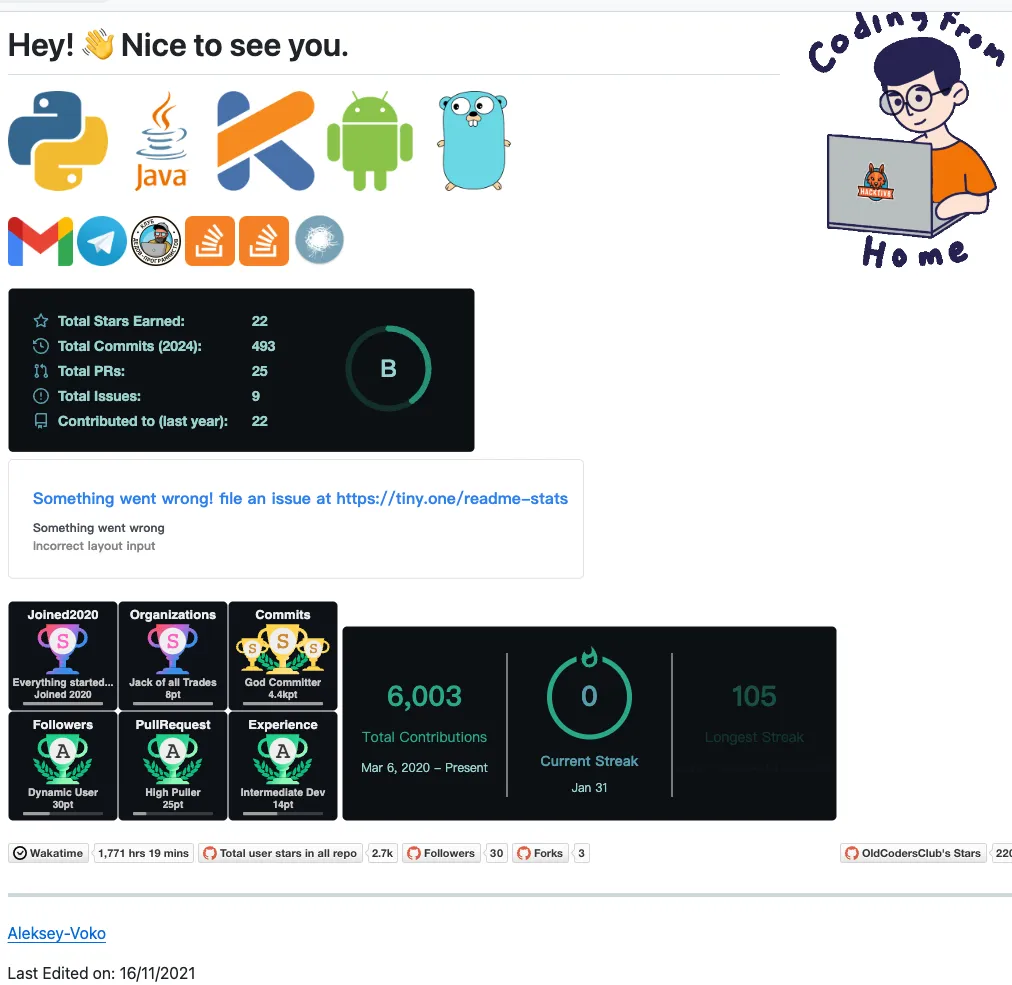 Hey! 👋 Nice to see you.
Coding From
Home
HACKTIVE
Java
Total Stars Earned: 22
Total Commits (2024): 493
Total PRs: 25
Total Issues: 9
Contributed to (last year): 22
B
Something went wrong! file an issue at https://tiny.one/readme-stats
Something went wrong
Incorrect layout input
Joined2020
S
Everything started...
Joined 2020
Organizations
S
Jack of all Trades
8pt
Commits
S S S
God Committer
4.4kpt
Followers
A
Dynamic User
30pt
PullRequest
A
High Puller
25pt
Experience
A
Intermediate Dev
14pt
6,003
Total Contributions
Mar 6, 2020 – Present
0
Current Streak
Jan 31
105
Longest Streak
Wakatime 1,771 hrs 19 mins Total user stars in all repo 2.7k Followers 30 Forks 3 OldCodersClub's Stars 220
Aleksey-Voko
Last Edited on: 16/11/2021